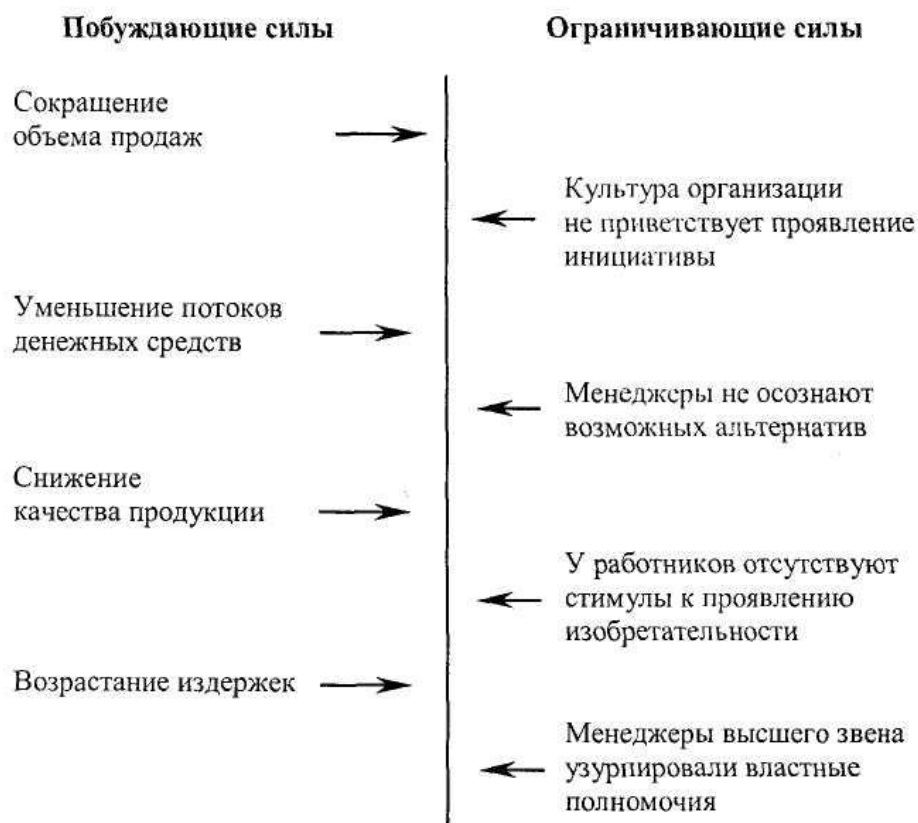 Побуждающие силы
Ограничивающие силы
Сокращение
объема продаж
Культура организации
не приветствует проявление
инициативы
Уменьшение потоков
денежных средств
Менеджеры не осознают
возможных альтернатив
Снижение
качества продукции
У работников отсутствуют
стимулы к проявлению
изобретательности
Возрастание издержек
Менеджеры высшего звена
узурпировали властные
полномочия